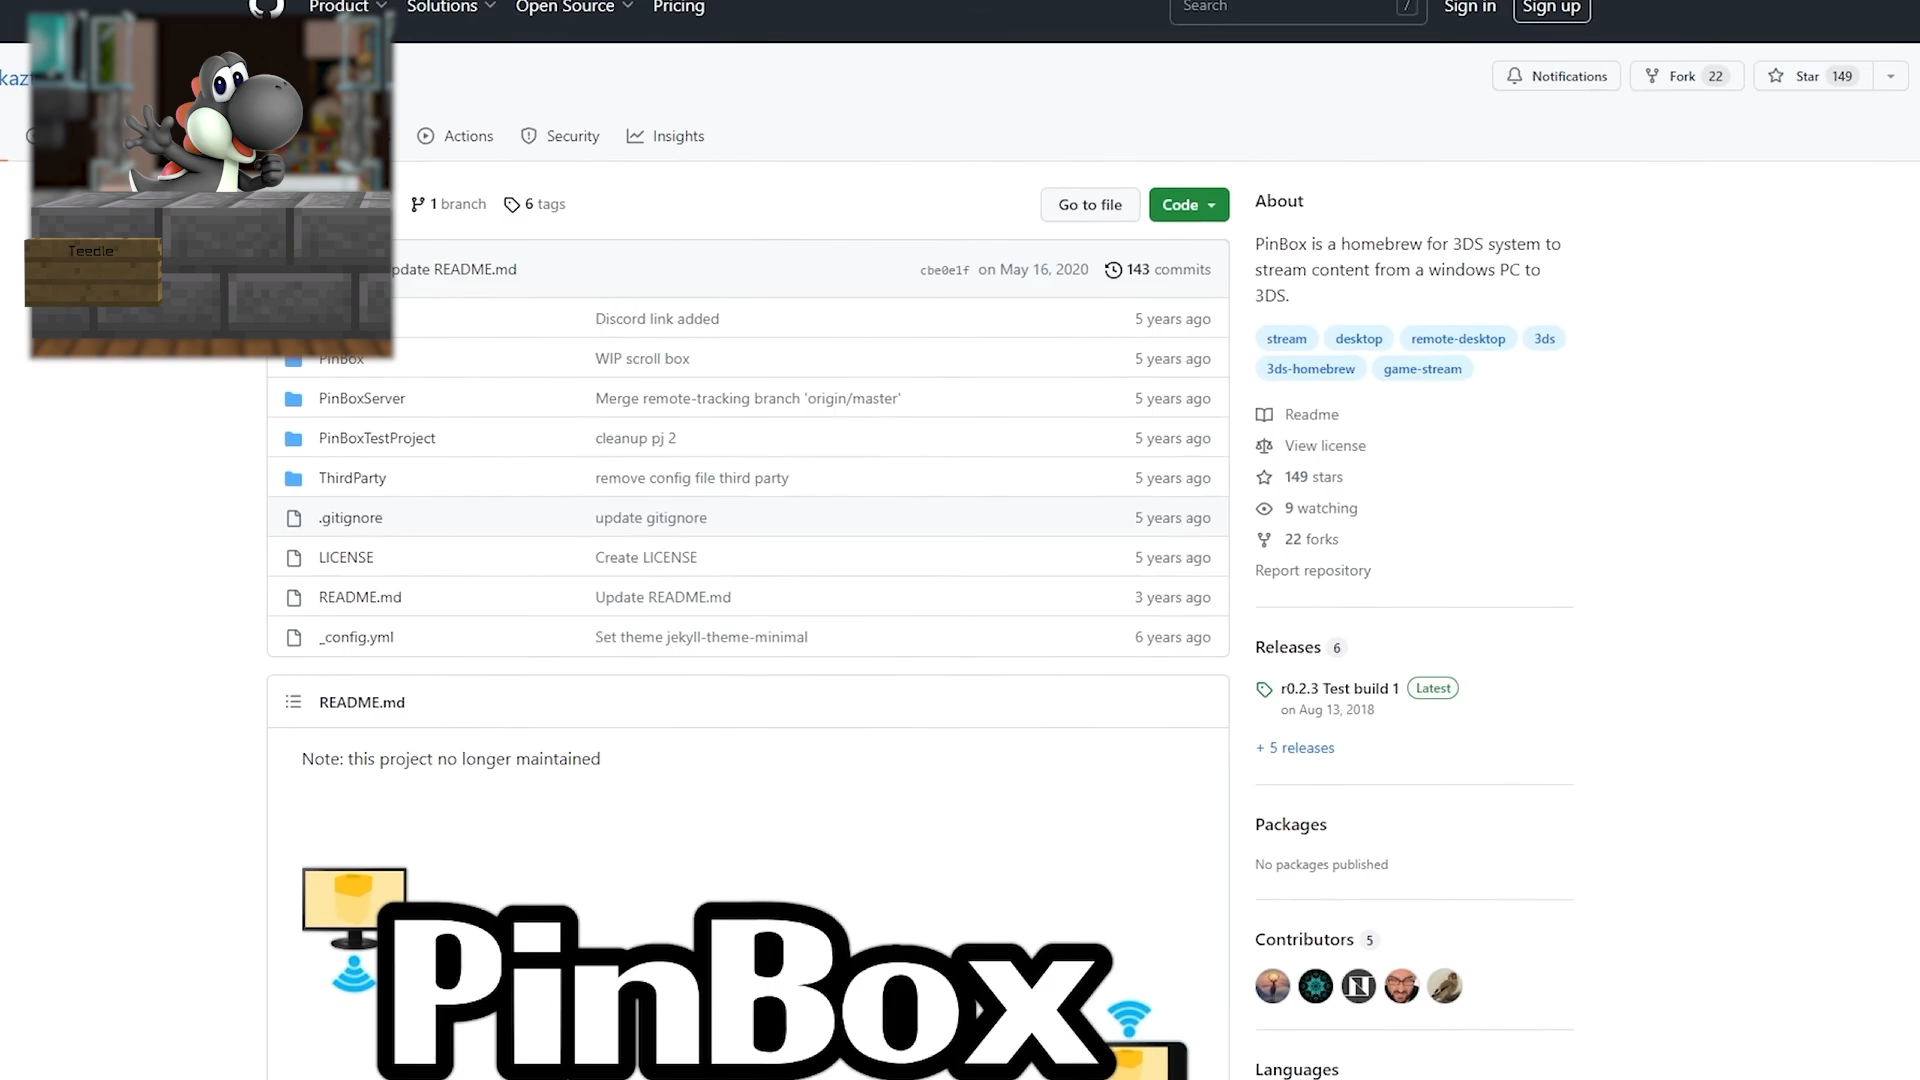 Product
Solutions
Open Source
Pricing
Search
/
Sign in
Sign up
kaz
Notifications
Fork 22
Star 149
Actions
Security
Insights
Teedle
1 branch
6 tags
Go to file
Code
pdate README.md
cbe0e1f on May 16, 2020
143 commits
Discord link added
5 years ago
PinBox
WIP scroll box
5 years ago
PinBoxServer
Merge remote-tracking branch 'origin/master'
5 years ago
PinBoxTestProject
cleanup pj 2
5 years ago
ThirdParty
remove config file third party
5 years ago
.gitignore
update gitignore
5 years ago
LICENSE
Create LICENSE
5 years ago
README.md
Update README.md
3 years ago
_config.yml
Set theme jekyll-theme-minimal
6 years ago
README.md
Note: this project no longer maintained
PinBox
About
PinBox is a homebrew for 3DS system to
stream content from a windows PC to
3DS.
stream
desktop
remote-desktop
3ds
3ds-homebrew
game-stream
Readme
View license
149 stars
9 watching
22 forks
Report repository
Releases 6
r0.2.3 Test build 1
Latest
on Aug 13, 2018
+ 5 releases
Packages
No packages published
Contributors 5
Languages